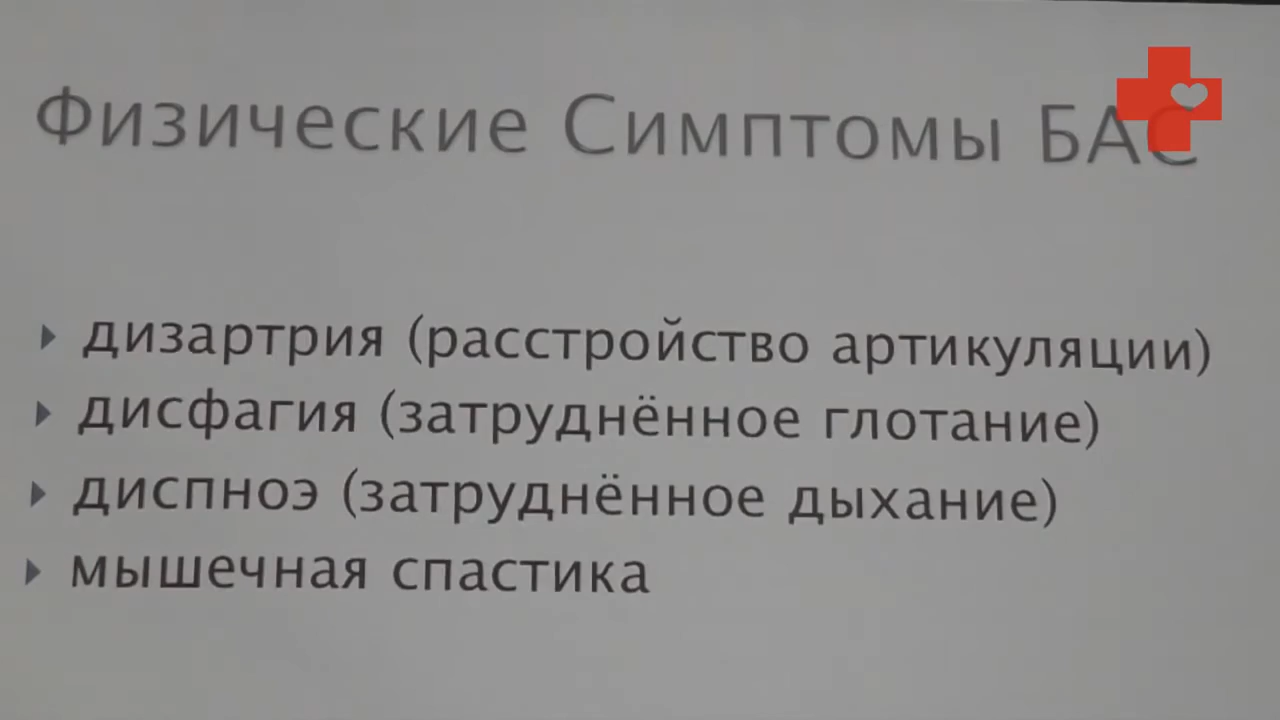 Физические Симптомы БАС
дизартрия (расстройство артикуляции)
дисфагия (затруднённое глотание)
диспноэ (затруднённое дыхание)
мышечная спастика